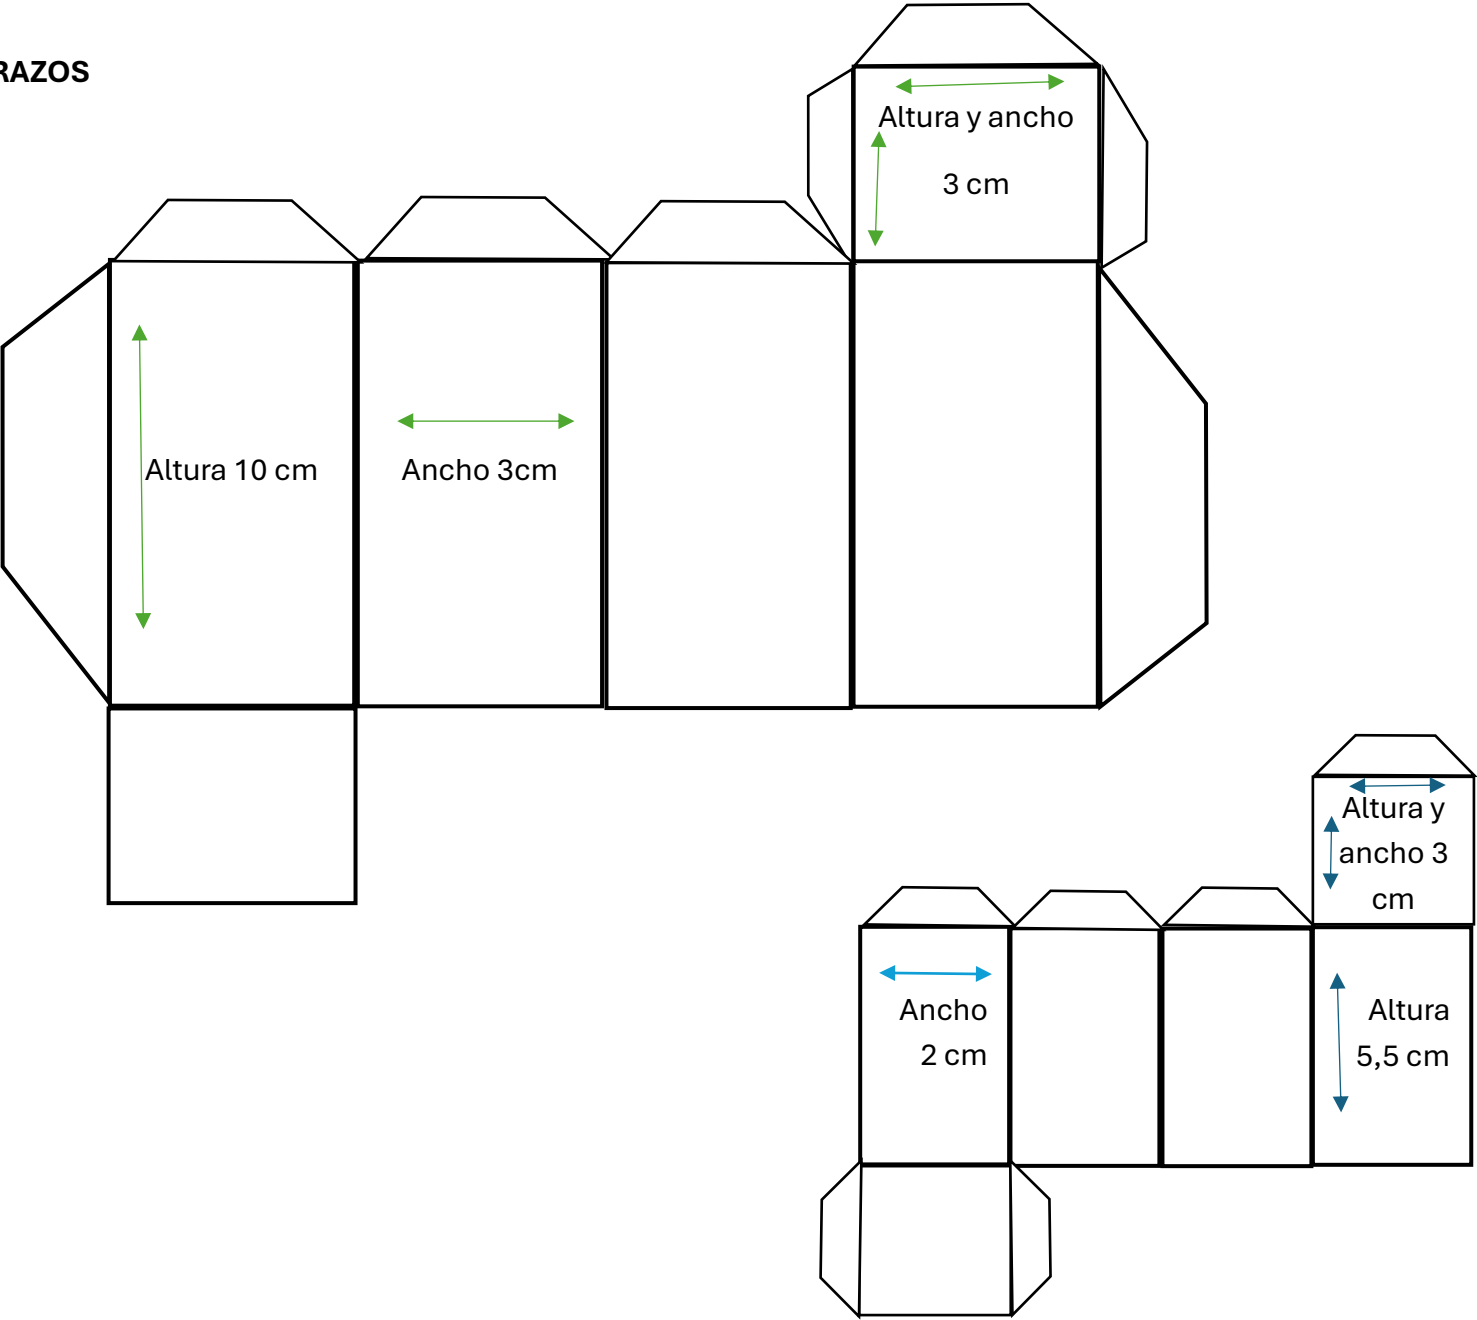 RAZOS
Altura y ancho
3 cm
Altura 10 cm
Ancho 3cm
Altura y
ancho 3
cm
Ancho
2 cm
Altura
5,5 cm